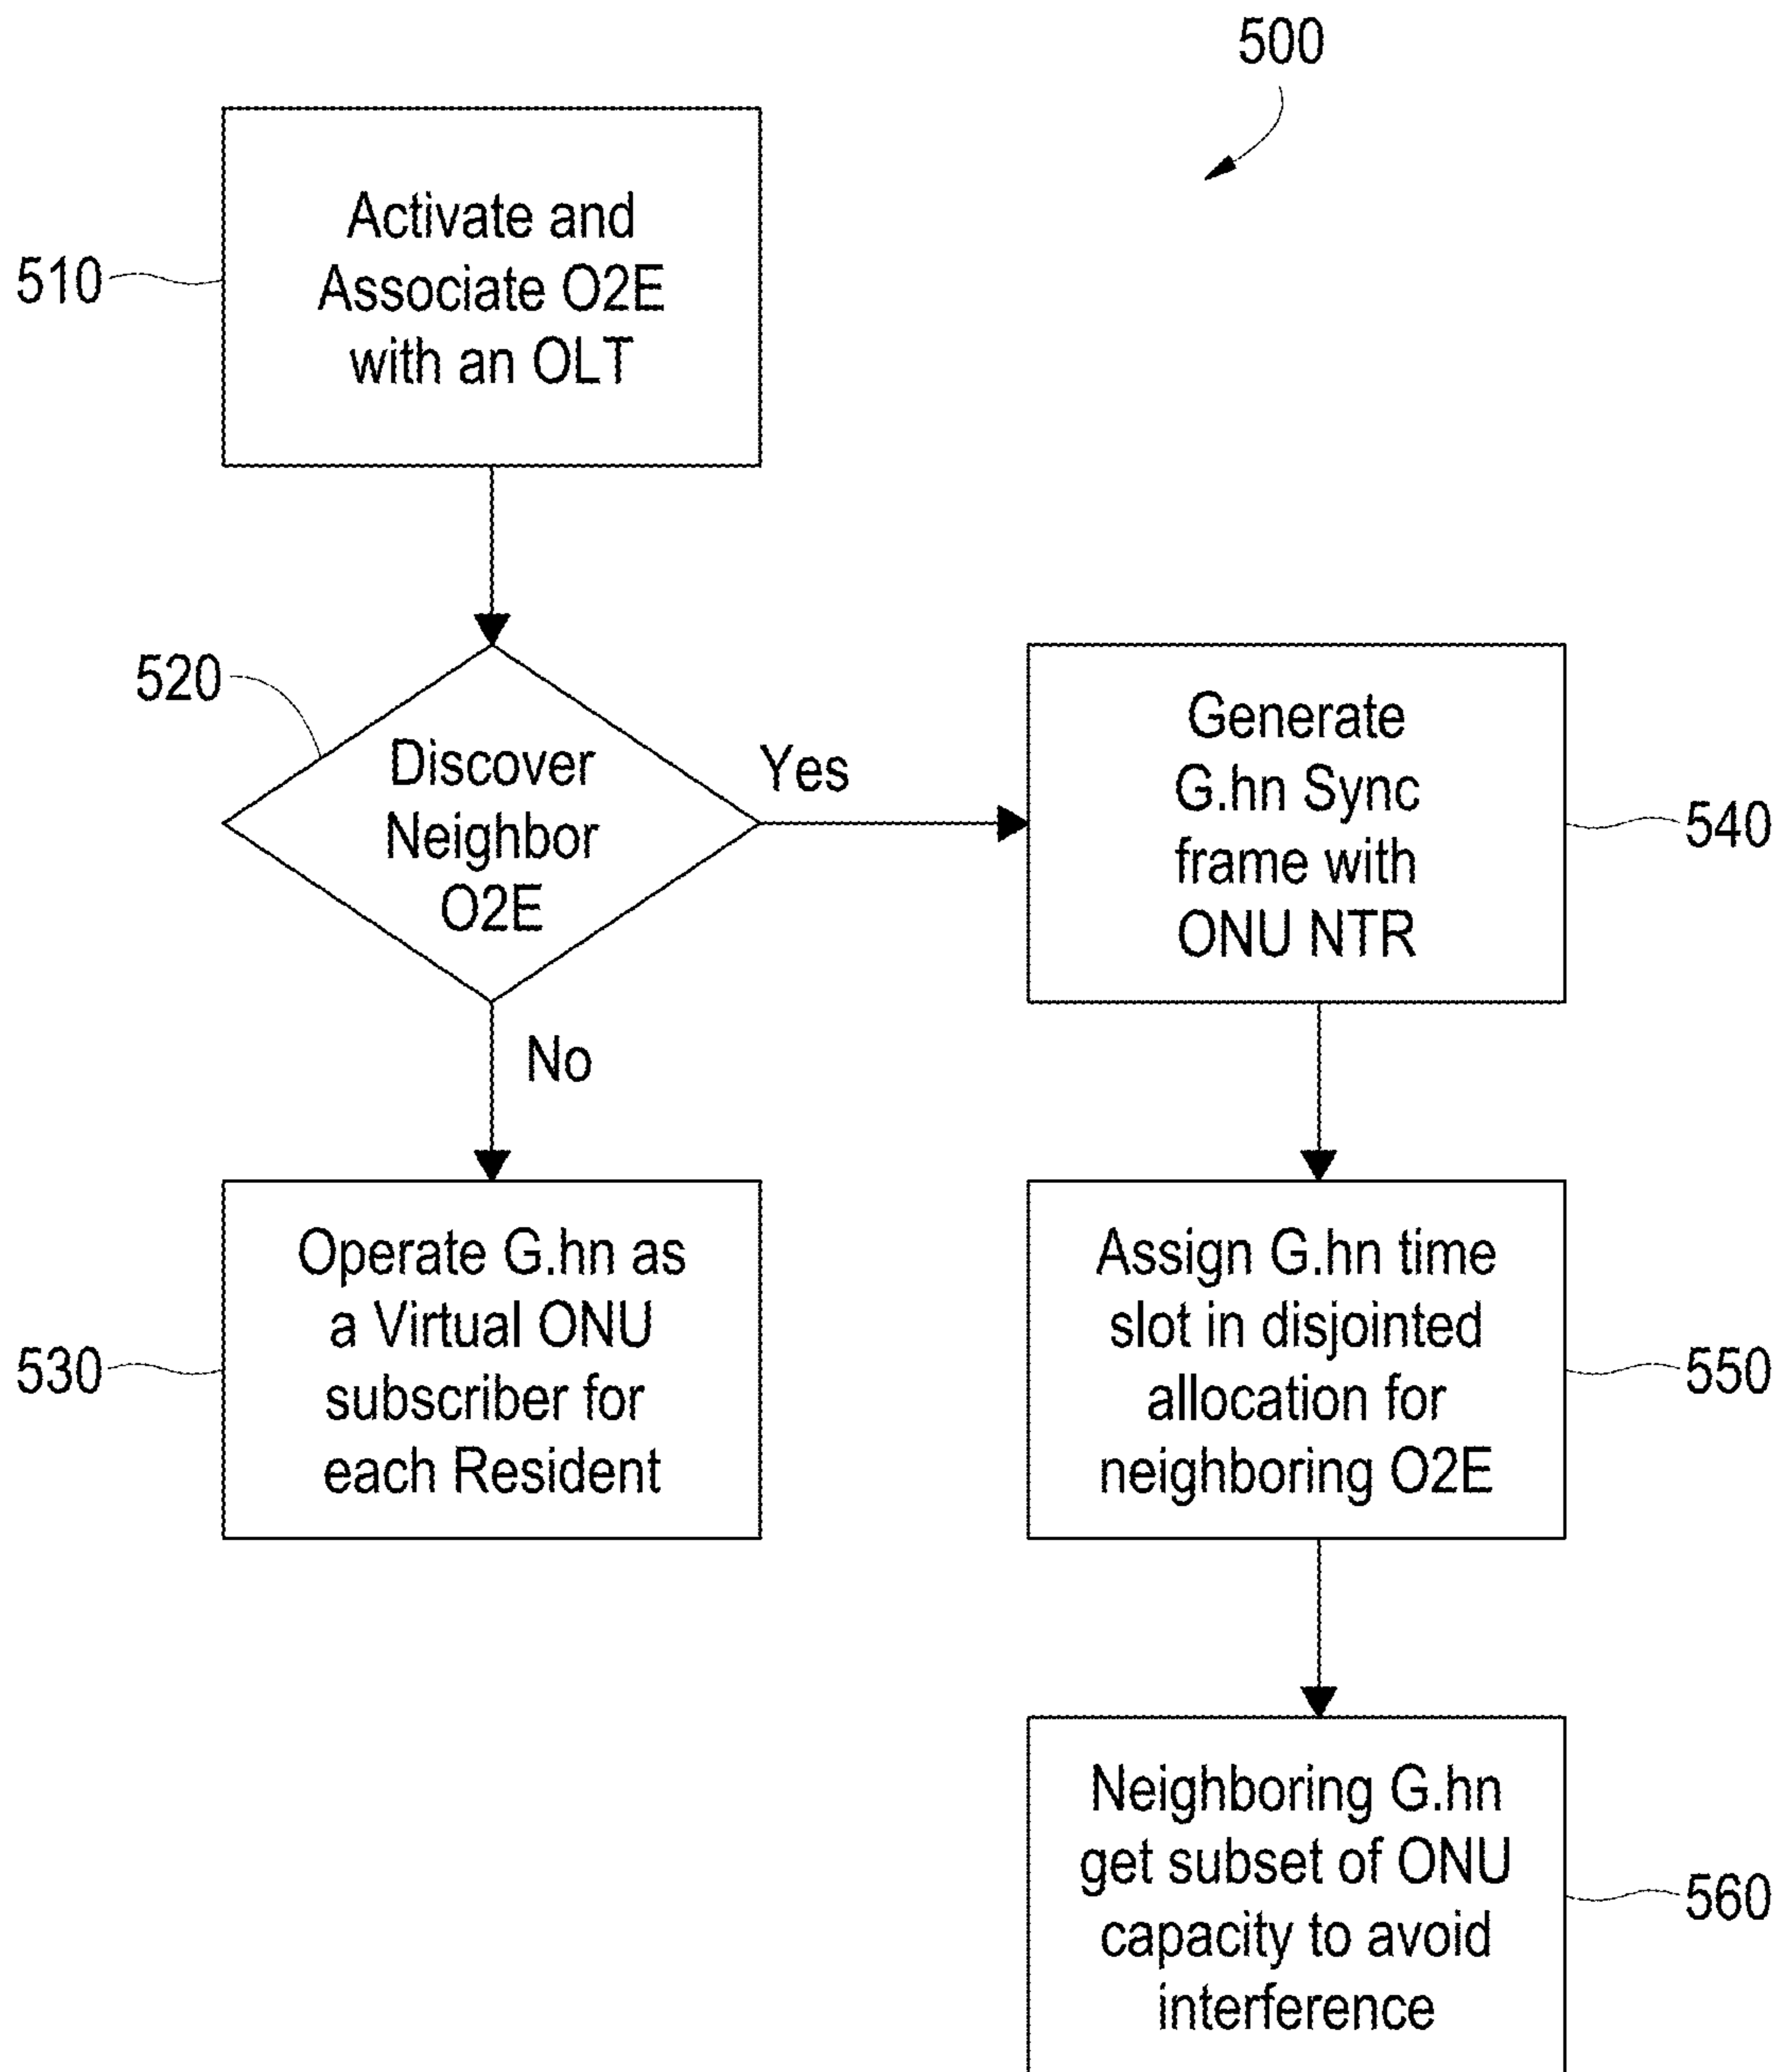 500
510
Activate and
Associate O2E
with an OLT
520
Discover
Neighbor
O2E
Yes
No
530
Operate G.hn as
a Virtual ONU
subscriber for
each Resident
Generate
G.hn Sync
frame with
ONU NTR
540
Assign G.hn time
slot in disjointed
allocation for
neighboring O2E
550
Neighboring G.hn
get subset of ONU
capacity to avoid
interference
560